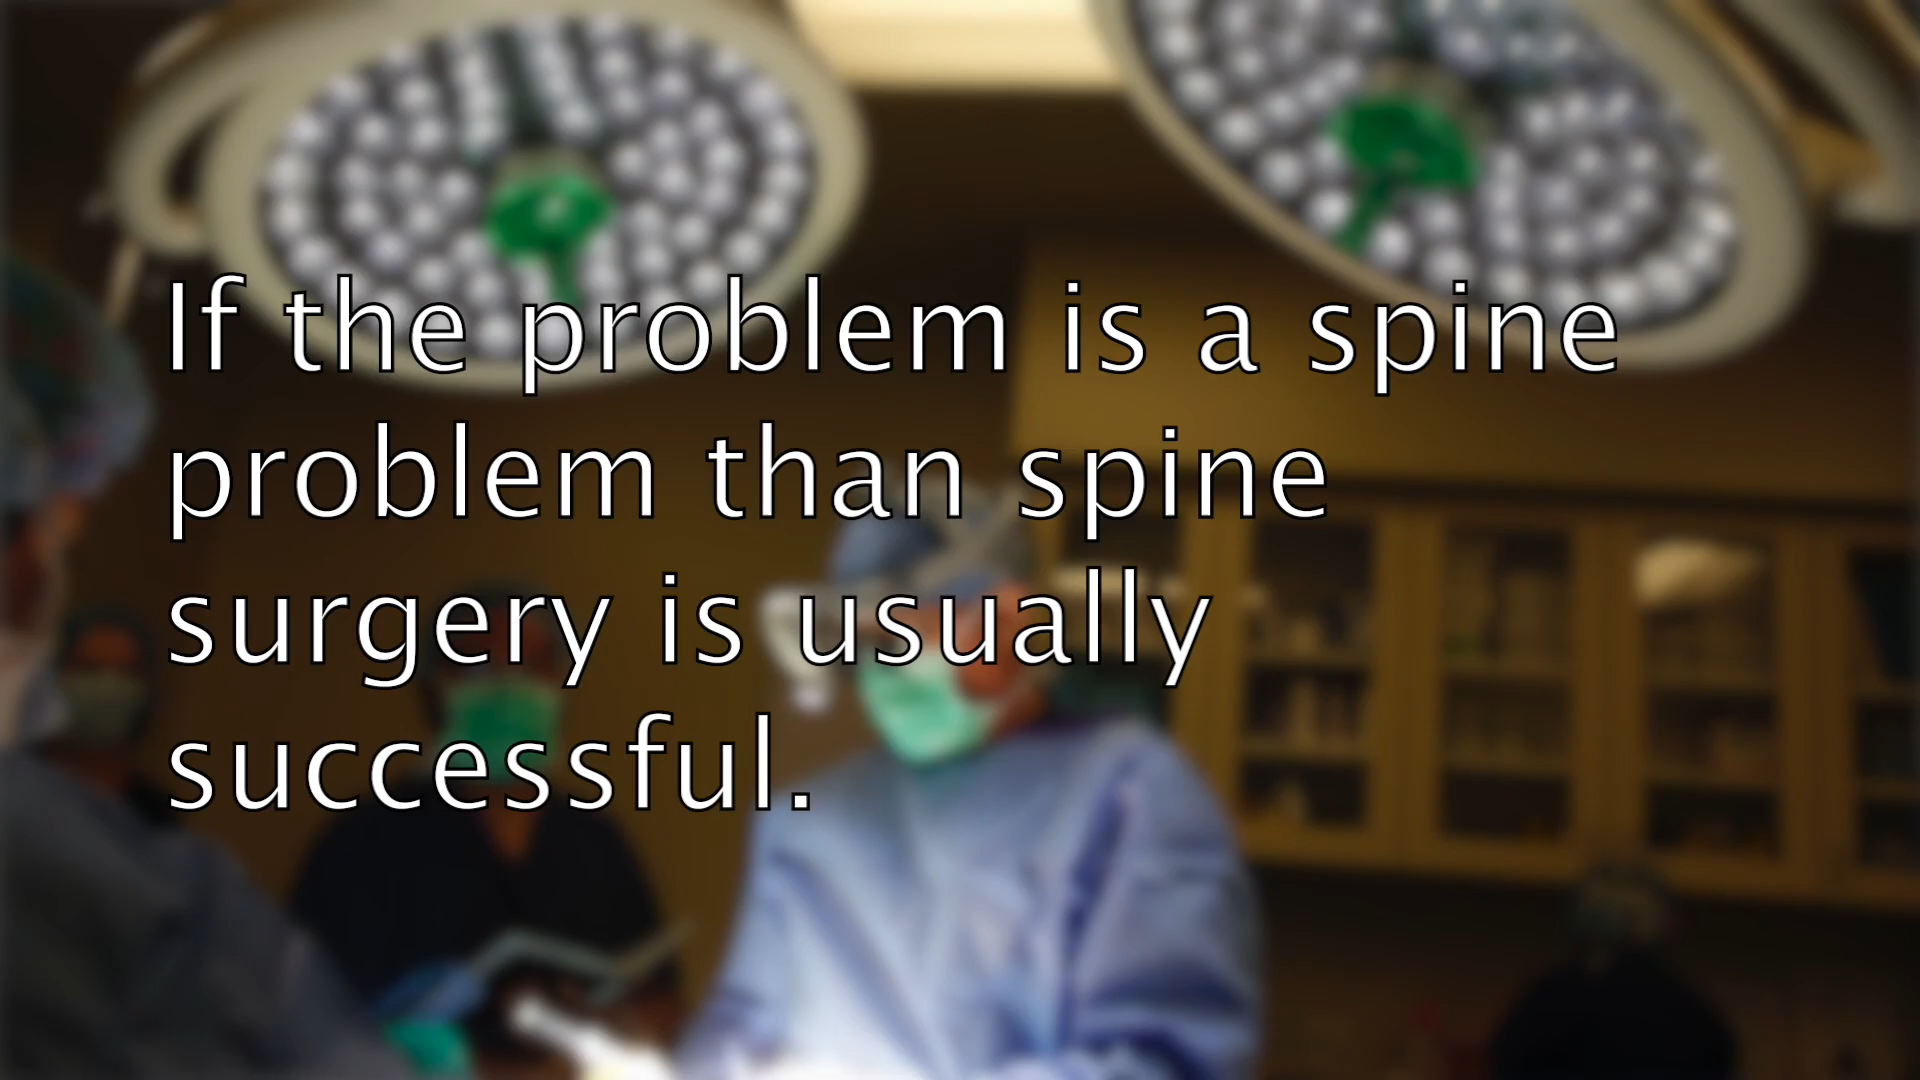 If the problem is a spine
problem than spine
surgery is usually
successful.